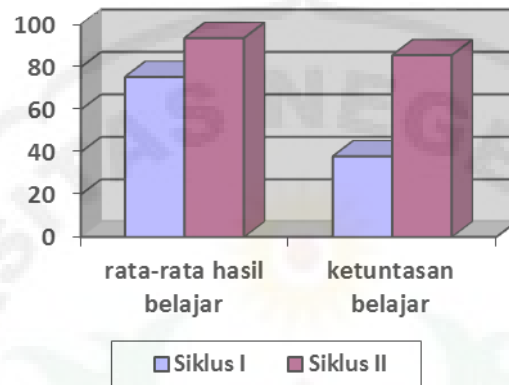 100
80
60
40
20
0
rata-rata hasil
belajar
ketuntasan
belajar
Siklus I
Siklus II